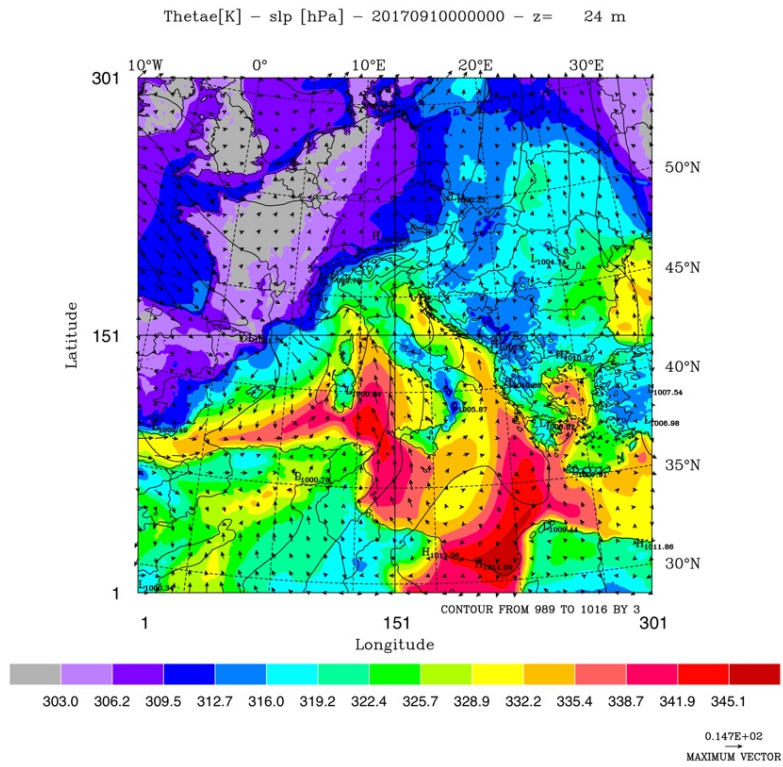 Thetae[K] - slp [hPa] - 20170910000000 - z= 24 m
10°W 0° 10°E 20°E 30°E
301
50°N
45°N
Latitude
151
40°N
35°N
30°N
1
CONTOUR FROM 989 TO 1016 BY 3
1 151 301
Longitude
303.0 306.2 309.5 312.7 316.0 319.2 322.4 325.7 328.9 332.2 335.4 338.7 341.9 345.1
0.147E+02
MAXIMUM VECTOR